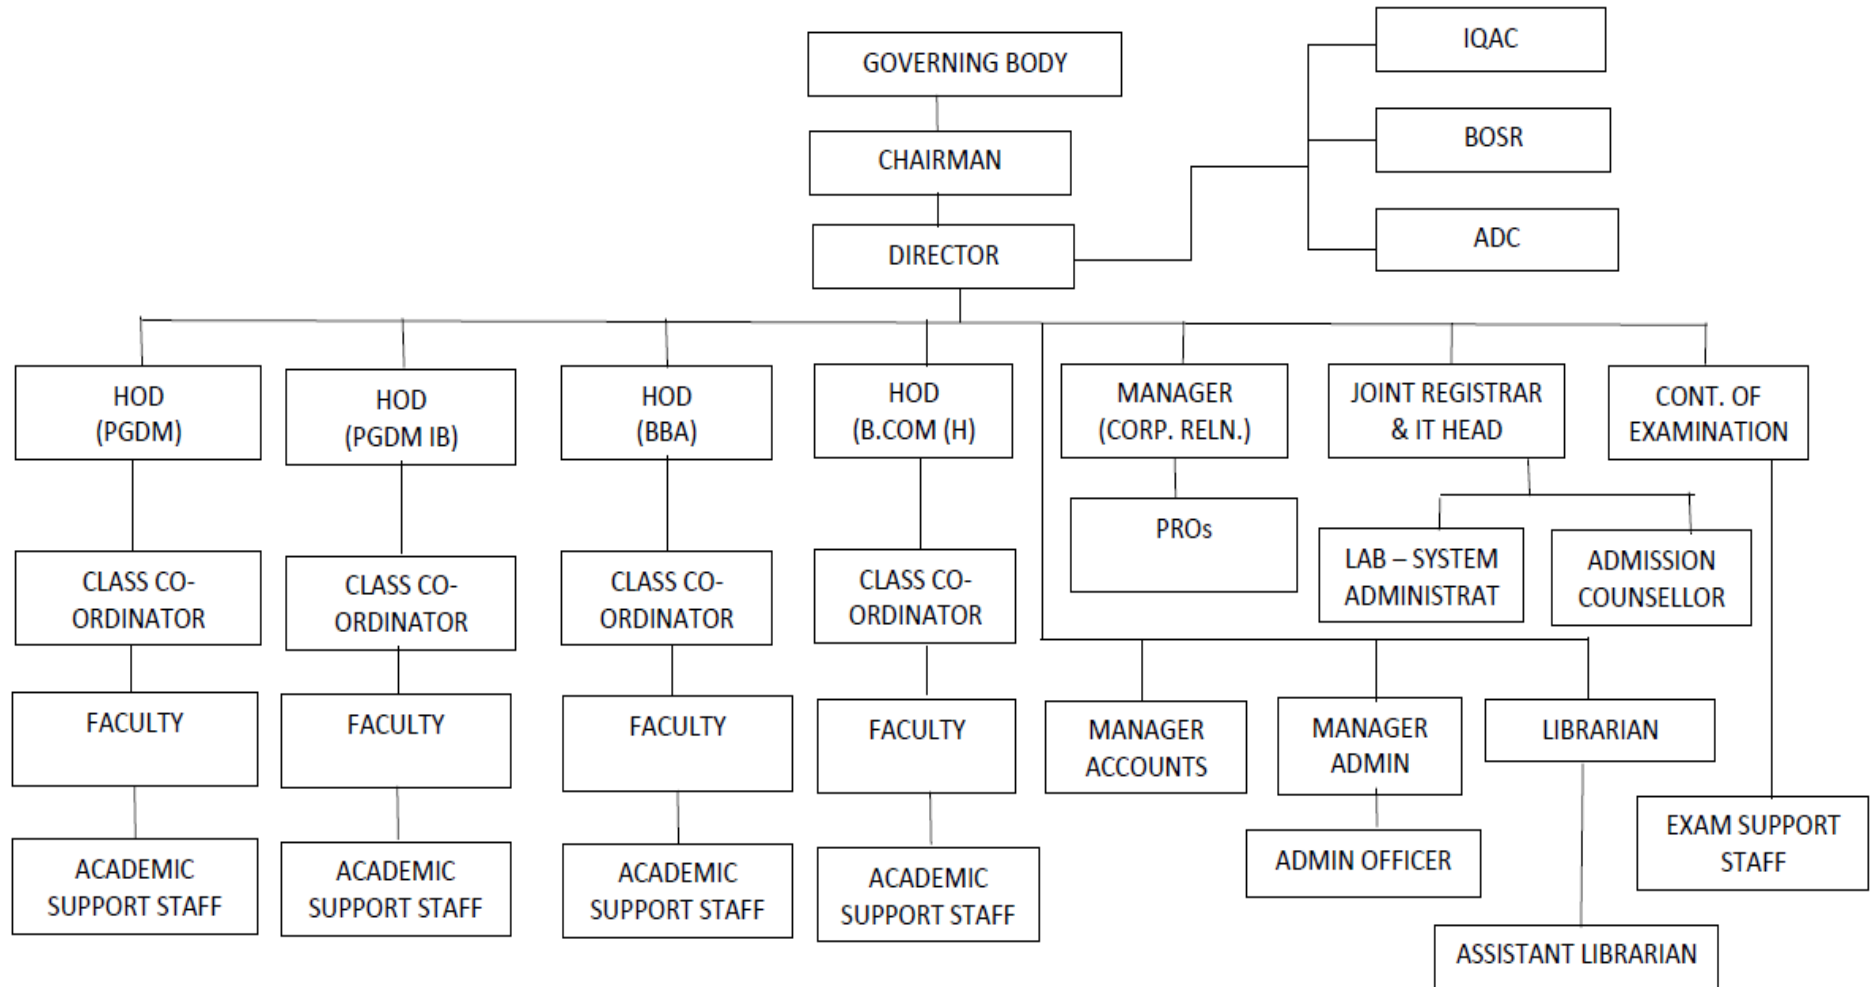 GOVERNING BODY
CHAIRMAN
DIRECTOR
IQAC
BOSR
ADC
HOD
(PGDM)
HOD
(PGDM IB)
HOD
(BBA)
HOD
(B.COM (H)
MANAGER
(CORP. RELN.)
JOINT REGISTRAR
& IT HEAD
CONT. OF
EXAMINATION
PROs
LAB – SYSTEM
ADMINISTRAT
ADMISSION
COUNSELLOR
CLASS CO-
ORDINATOR
CLASS CO-
ORDINATOR
CLASS CO-
ORDINATOR
CLASS CO-
ORDINATOR
FACULTY
FACULTY
FACULTY
FACULTY
MANAGER
ACCOUNTS
MANAGER
ADMIN
LIBRARIAN
ACADEMIC
SUPPORT STAFF
ACADEMIC
SUPPORT STAFF
ACADEMIC
SUPPORT STAFF
ACADEMIC
SUPPORT STAFF
ADMIN OFFICER
EXAM SUPPORT
STAFF
ASSISTANT LIBRARIAN